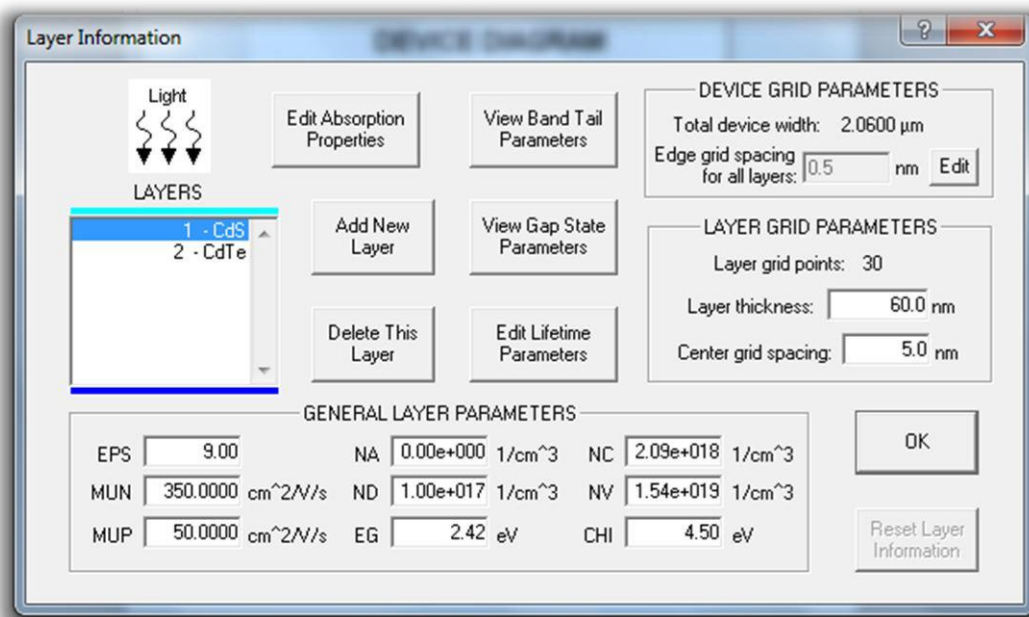 Layer Information
DEVICE DIAGRAM
Light
LAYERS
1 - CdS
2 - CdTe
Edit Absorption
Properties
View Band Tail
Parameters
Add New
Layer
View Gap State
Parameters
Delete This
Layer
Edit Lifetime
Parameters
DEVICE GRID PARAMETERS
Total device width: 2.0600 µm
Edge grid spacing
for all layers: 0.5 nm Edit
LAYER GRID PARAMETERS
Layer grid points: 30
Layer thickness: 60.0 nm
Center grid spacing: 5.0 nm
GENERAL LAYER PARAMETERS
EPS 9.00 NA 0.00e+000 1/cm^3 NC 2.09e+018 1/cm^3
MUN 350.0000 cm^2/V/s ND 1.00e+017 1/cm^3 NV 1.54e+019 1/cm^3
MUP 50.0000 cm^2/V/s EG 2.42 eV CHI 4.50 eV
OK
Reset Layer
Information